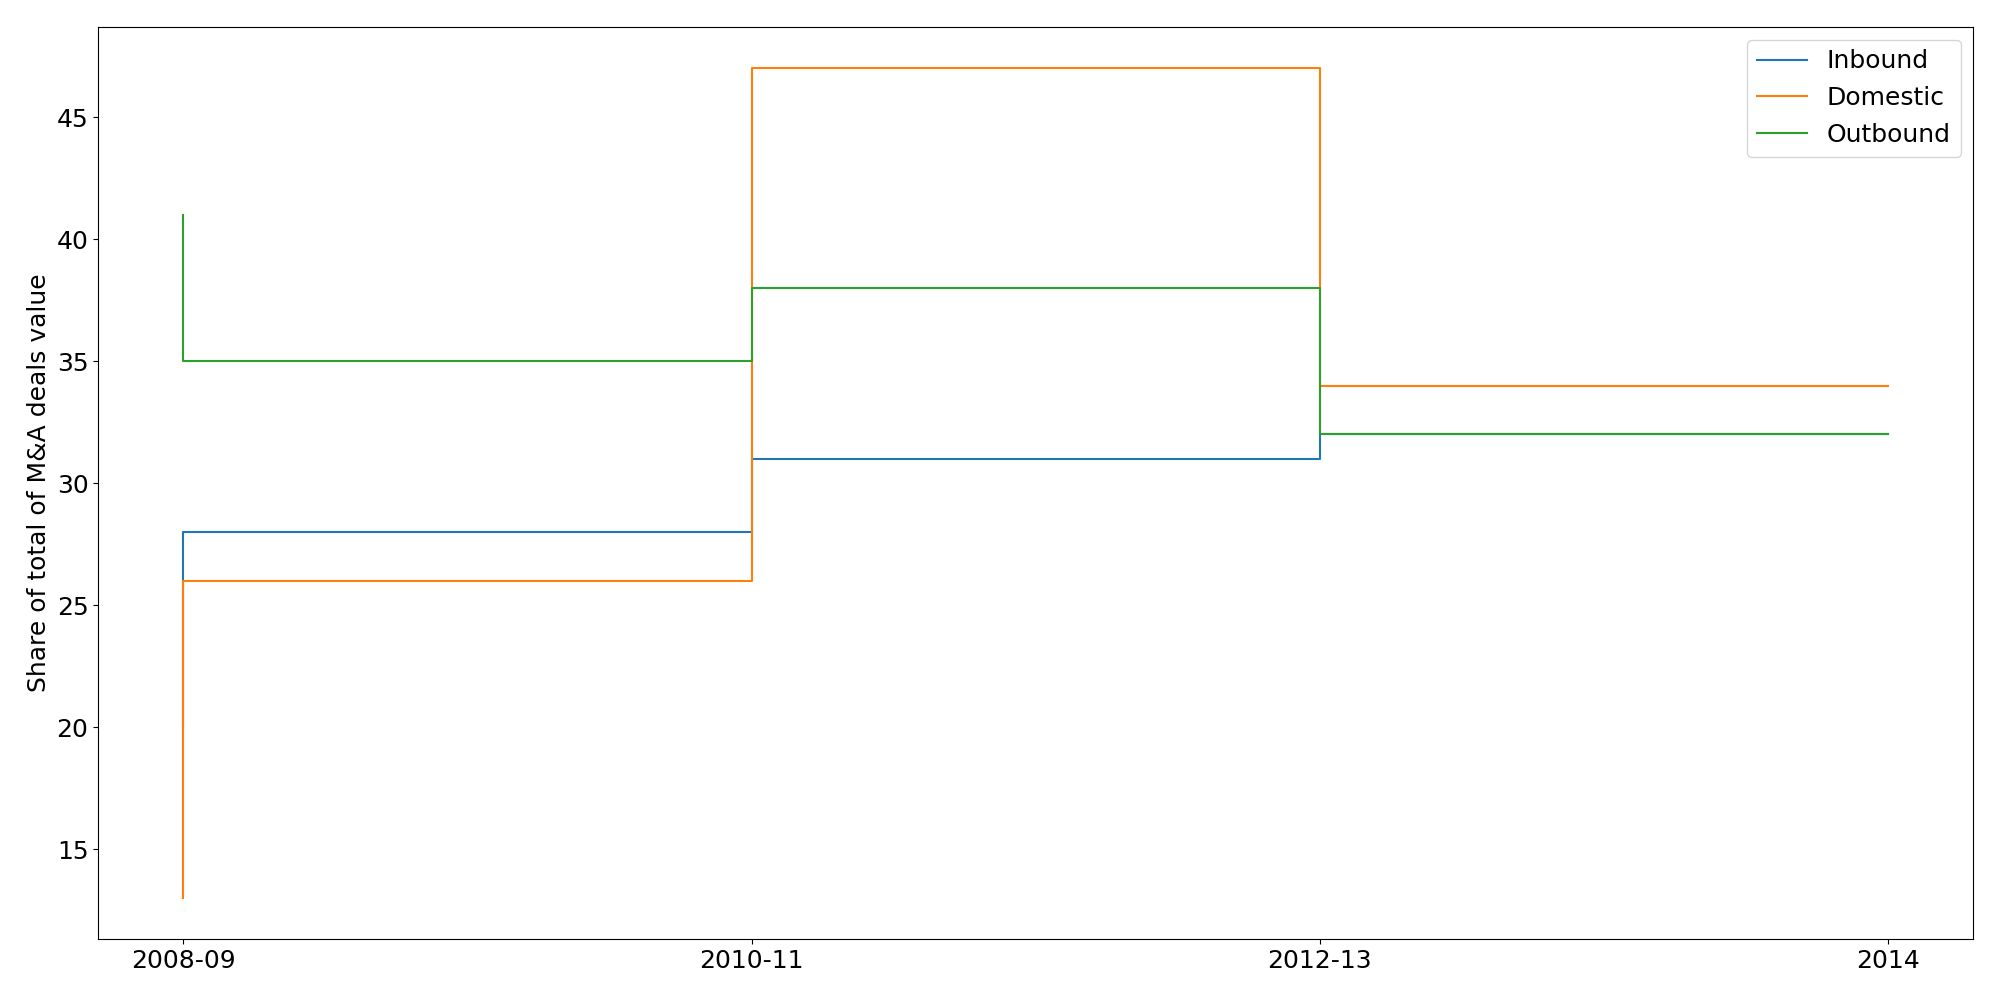 Inbound
Domestic
Outbound
Share of total of M&A deals value
45
40
35
30
25
20
15
2008-09
2010-11
2012-13
2014